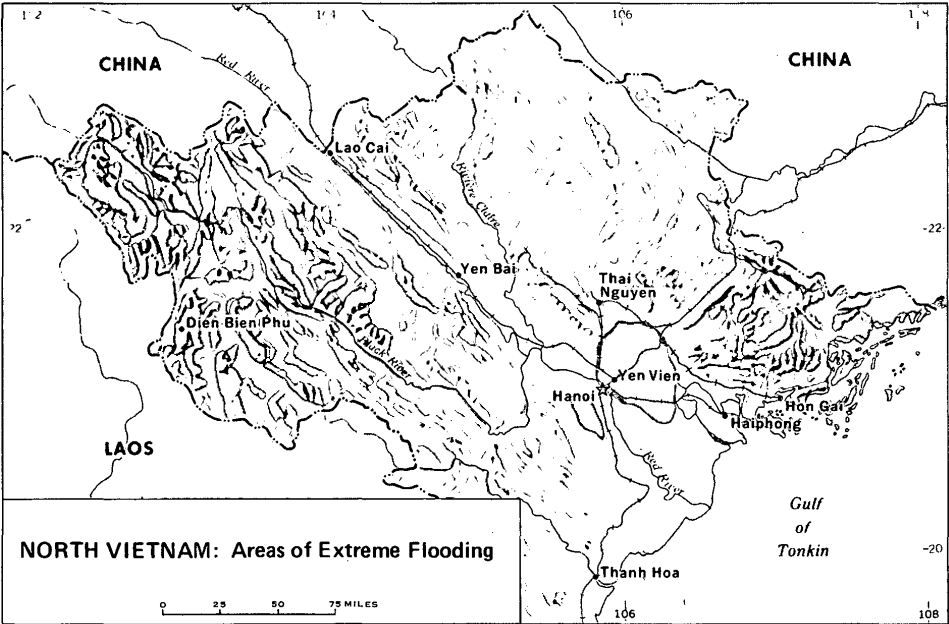 106
CHINA
CHINA
Red River
Lao Cai
Rivière Claire
22
Yen Bai
Thai
Nguyen
Dien Bien Phu
Black River
Yen Vien
Hanoi
Hon Gai
Haiphong
LAOS
Red River
Gulf
of
Tonkin
NORTH VIETNAM: Areas of Extreme Flooding
20
Thanh Hoa
0 25 50 75 MILES
106
108